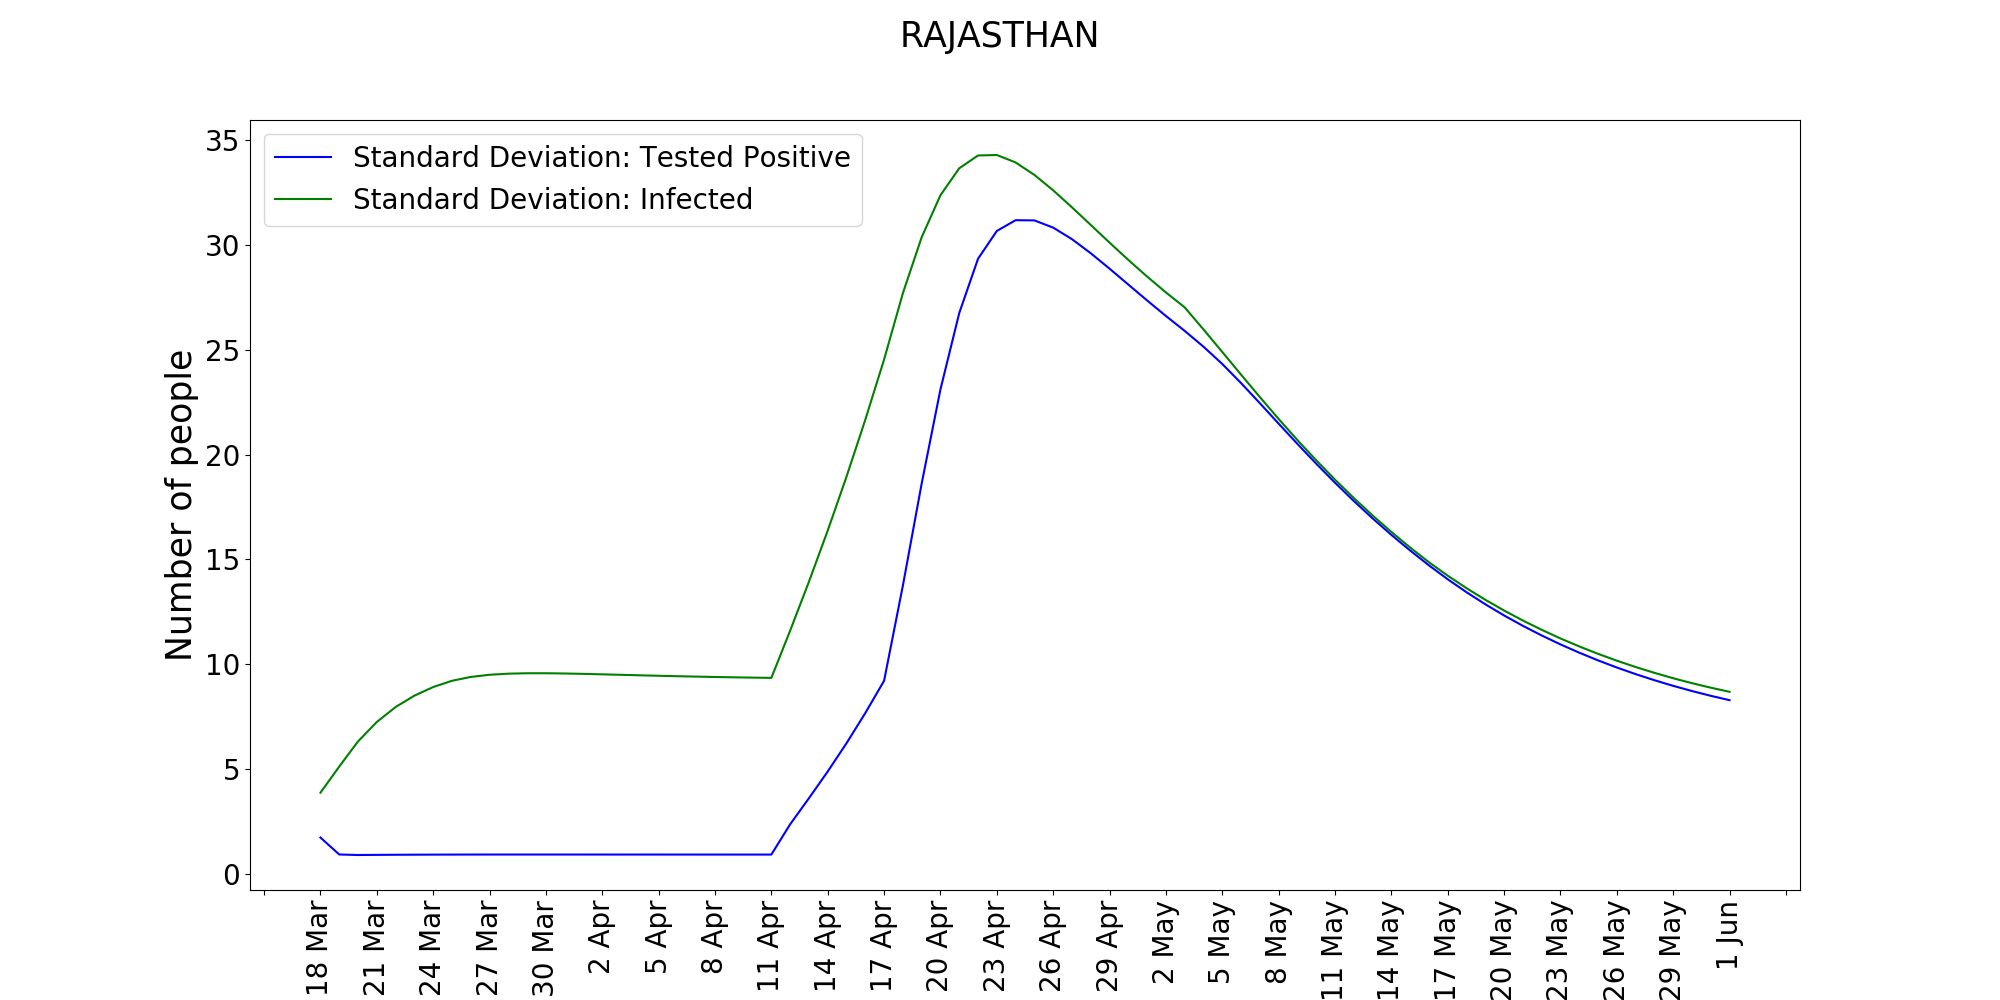 RAJASTHAN
Standard Deviation: Tested Positive
Standard Deviation: Infected
Number of people
35
30
25
20
15
10
5
0
18 Mar
21 Mar
24 Mar
27 Mar
30 Mar
2 Apr
5 Apr
8 Apr
11 Apr
14 Apr
17 Apr
20 Apr
23 Apr
26 Apr
29 Apr
2 May
5 May
8 May
11 May
14 May
17 May
20 May
23 May
26 May
29 May
1 Jun